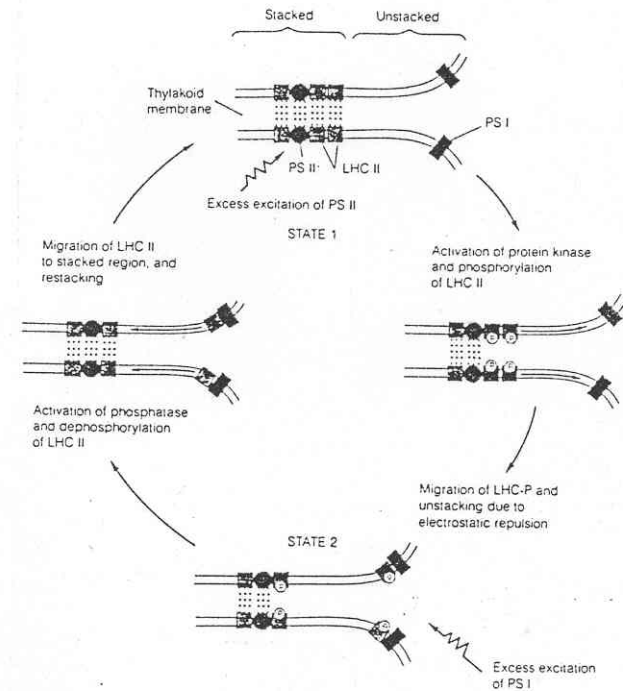 Stacked
Unstacked
Thylakoid
membrane
PS I
PS II
LHC II
Excess excitation of PS II
STATE 1
Migration of LHC II
to stacked region, and
restacking
Activation of protein kinase
and phosphorylation
of LHC II
Activation of phosphatase
and dephosphorylation
of LHC II
Migration of LHC-P and
unstacking due to
electrostatic repulsion
STATE 2
Excess excitation
of PS I